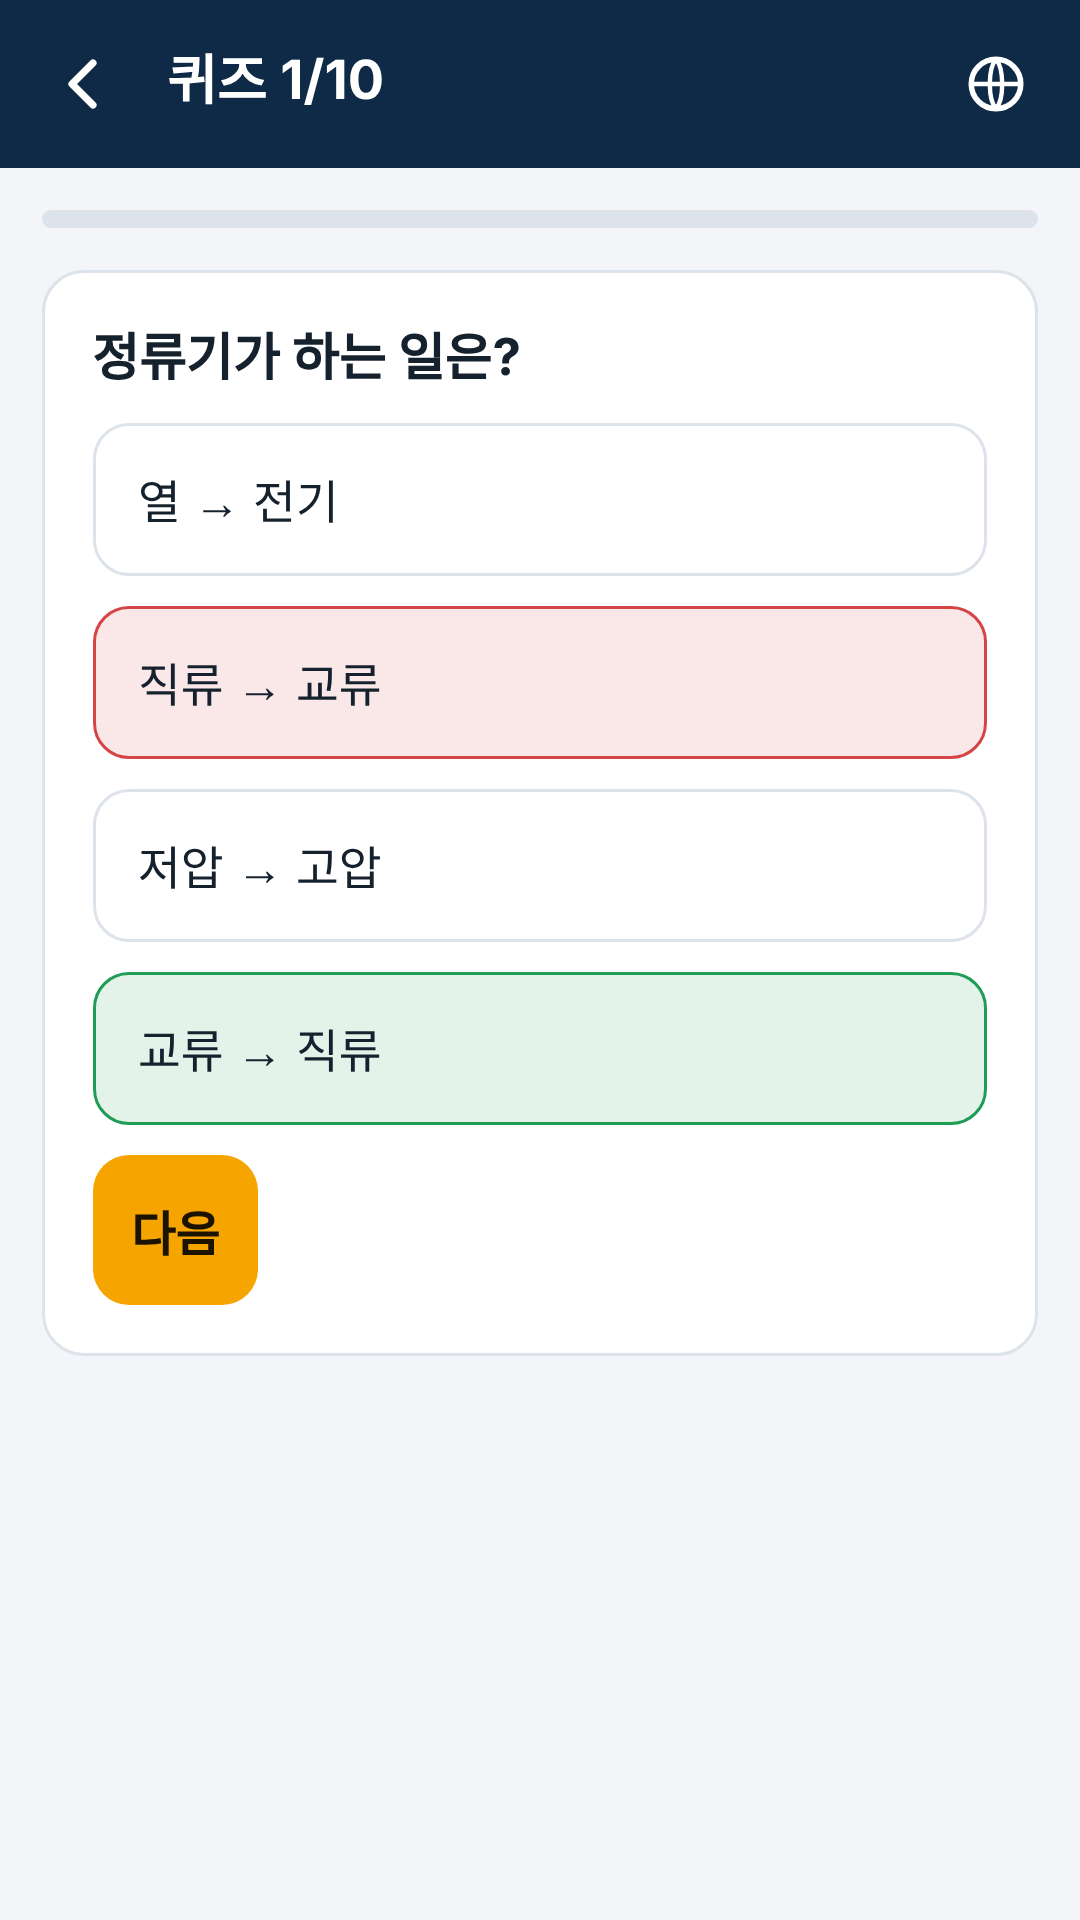 퀴즈 1/10
정류기가 하는 일은?
열 → 전기
직류 → 교류
저압 → 고압
교류 → 직류
다음